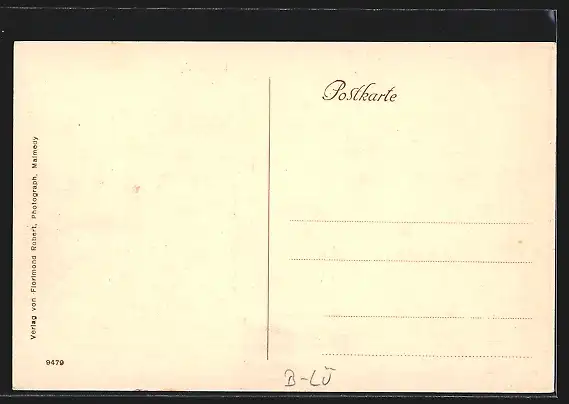 Postkarte
Verlag von Florimond Robert, Photograph, Malmedy
9479
B-LÜ